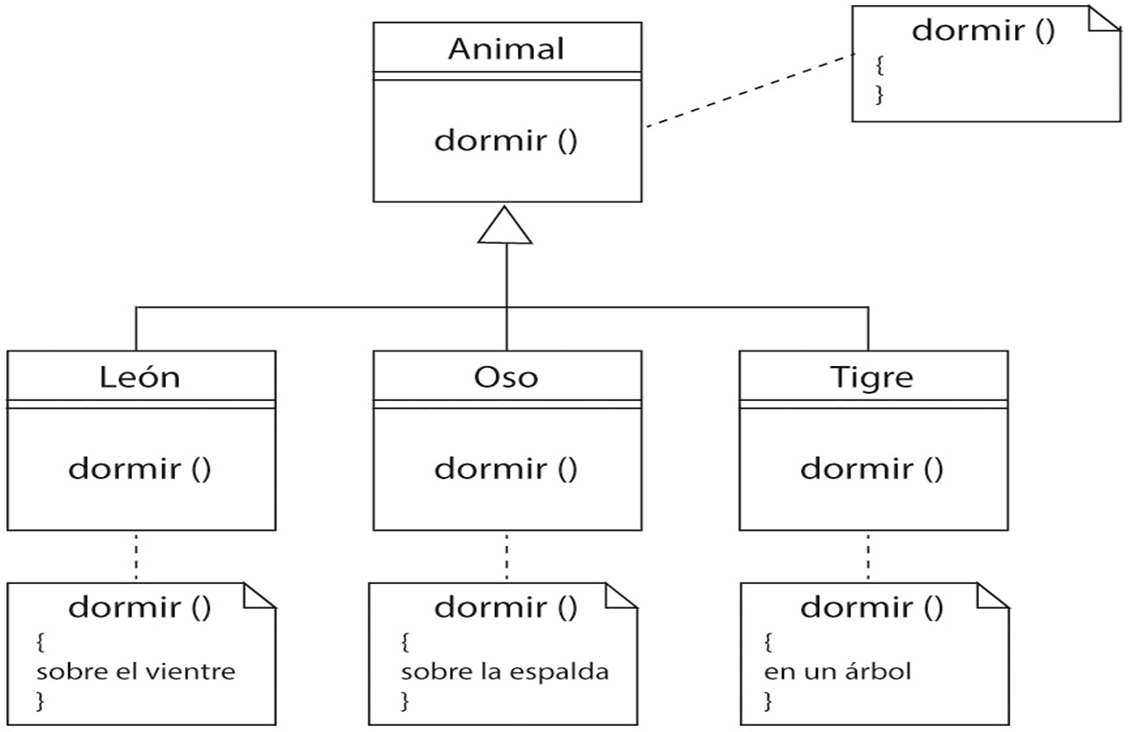 Animal
dormir ()
dormir ()
{
}
León
dormir ()
Oso
dormir ()
Tigre
dormir ()
dormir ()
{
sobre el vientre
}
dormir ()
{
sobre la espalda
}
dormir ()
{
en un árbol
}